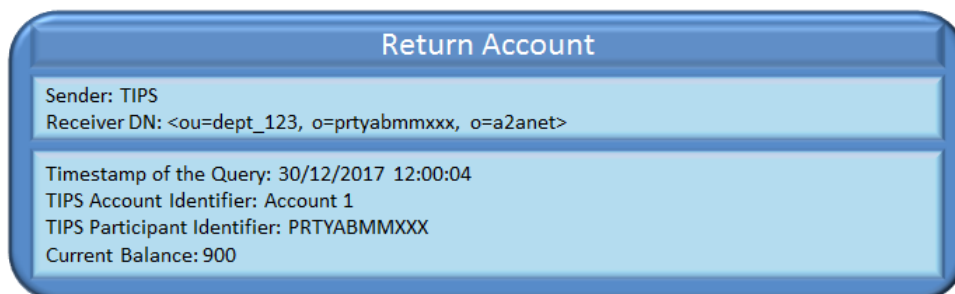 Return Account
Sender: TIPS
Receiver DN: <ou=dept_123, o=prtyabmmxxx, o=a2anet>
Timestamp of the Query: 30/12/2017 12:00:04
TIPS Account Identifier: Account 1
TIPS Participant Identifier: PRTYABMMXXX
Current Balance: 900